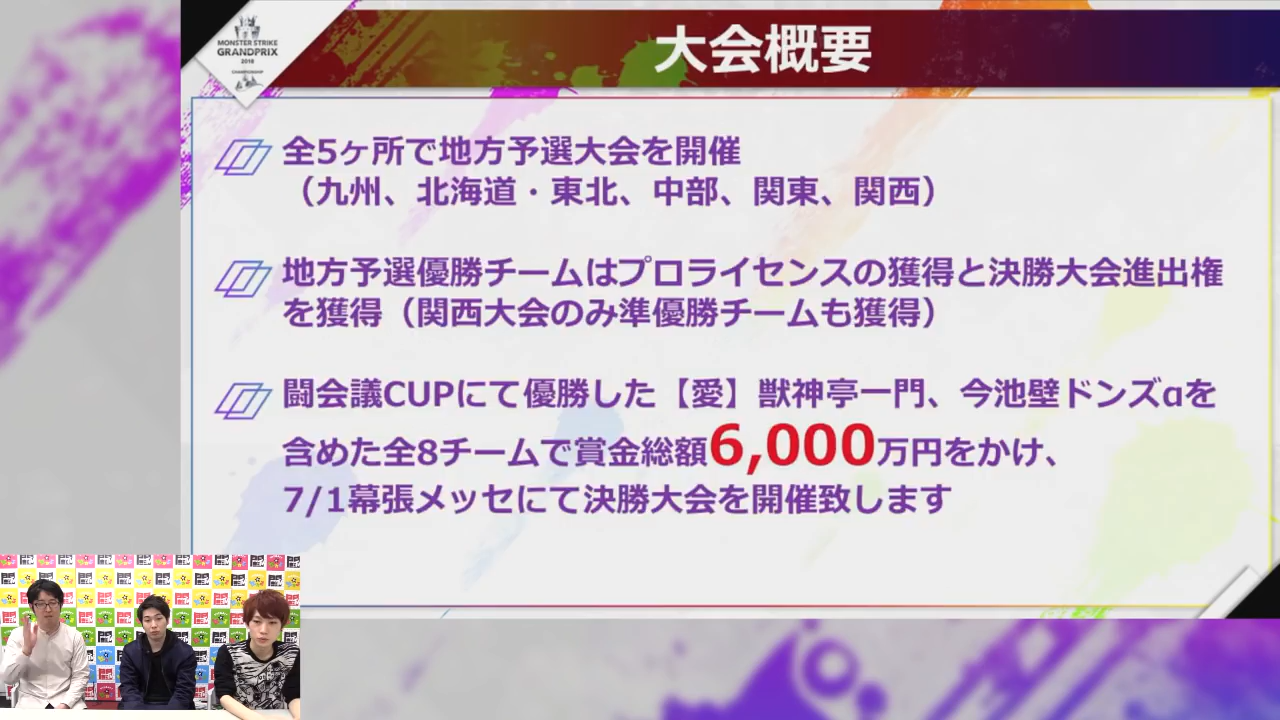 MONSTER STRIKE
GRANDPRIX
2018
CHAMPIONSHIP
大会概要
全5ヶ所で地方予選大会を開催
（九州、北海道・東北、中部、関東、関西）
地方予選優勝チームはプロライセンスの獲得と決勝大会進出権
を獲得（関西大会のみ準優勝チームも獲得）
闘会議CUPにて優勝した【愛】獣神亭一門、今池壁ドンズαを
含めた全8チームで賞金総額6,000万円をかけ、
7/1幕張メッセにて決勝大会を開催致します